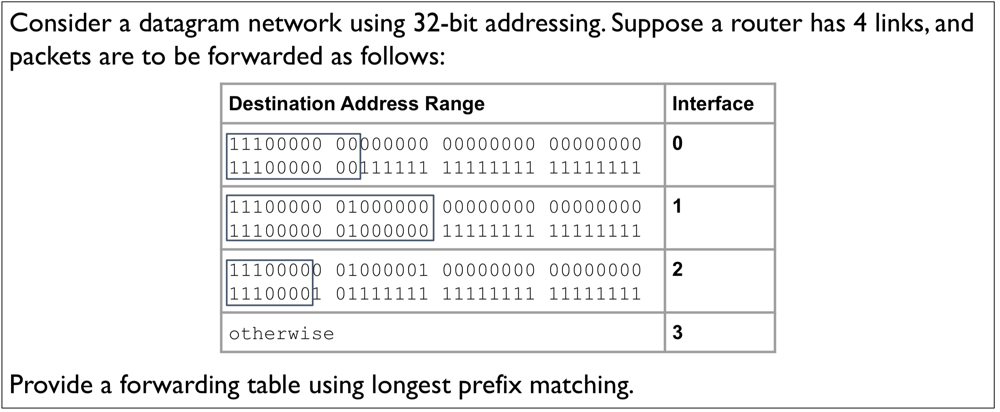 Consider a datagram network using 32-bit addressing. Suppose a router has 4 links, and
packets are to be forwarded as follows:
Destination Address Range Interface
11100000 00000000 00000000 00000000 0
11100000 00111111 11111111 11111111
11100000 01000000 00000000 00000000 1
11100000 01000000 11111111 11111111
11100000 01000001 00000000 00000000 2
11100001 01111111 11111111 11111111
otherwise 3
Provide a forwarding table using longest prefix matching.